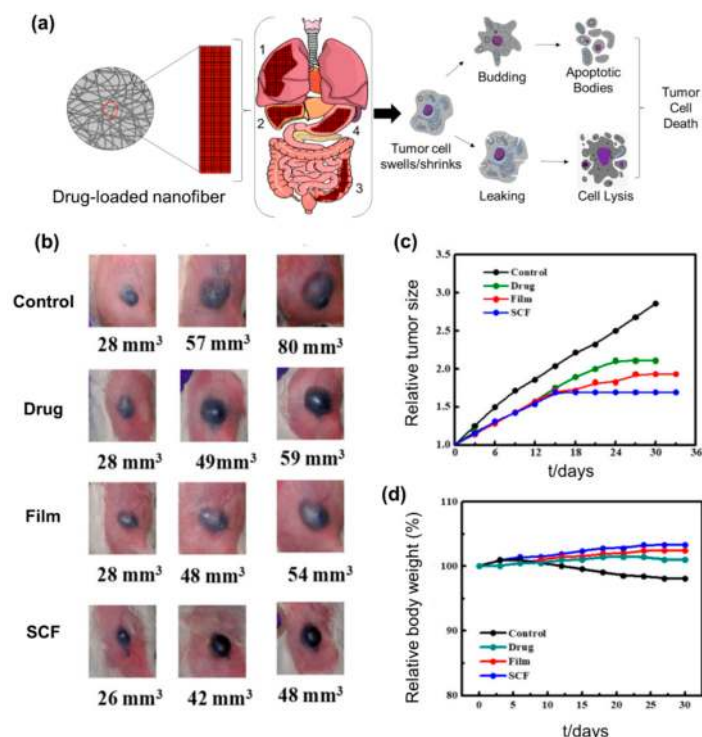 (a)
1
2
3
4
Drug-loaded nanofiber
Tumor cell
swells/shrinks
Budding
Apoptotic
Bodies
Leaking
Cell Lysis
Tumor
Cell
Death
(b)
Control
28 mm³
57 mm³
80 mm³
Drug
28 mm³
49mm³
59 mm³
Film
28 mm³
48 mm³
54 mm³
SCF
26 mm³
42 mm³
48 mm³
(c)
Relative tumor size
3.5
3.0
2.5
2.0
1.5
1.0
Control
Drug
Film
SCF
0 6 12 18 24 30 36
t/days
(d)
Relative body weight (%)
110
100
90
80
Control
Drug
Film
SCF
0 5 10 15 20 25 30
t/days